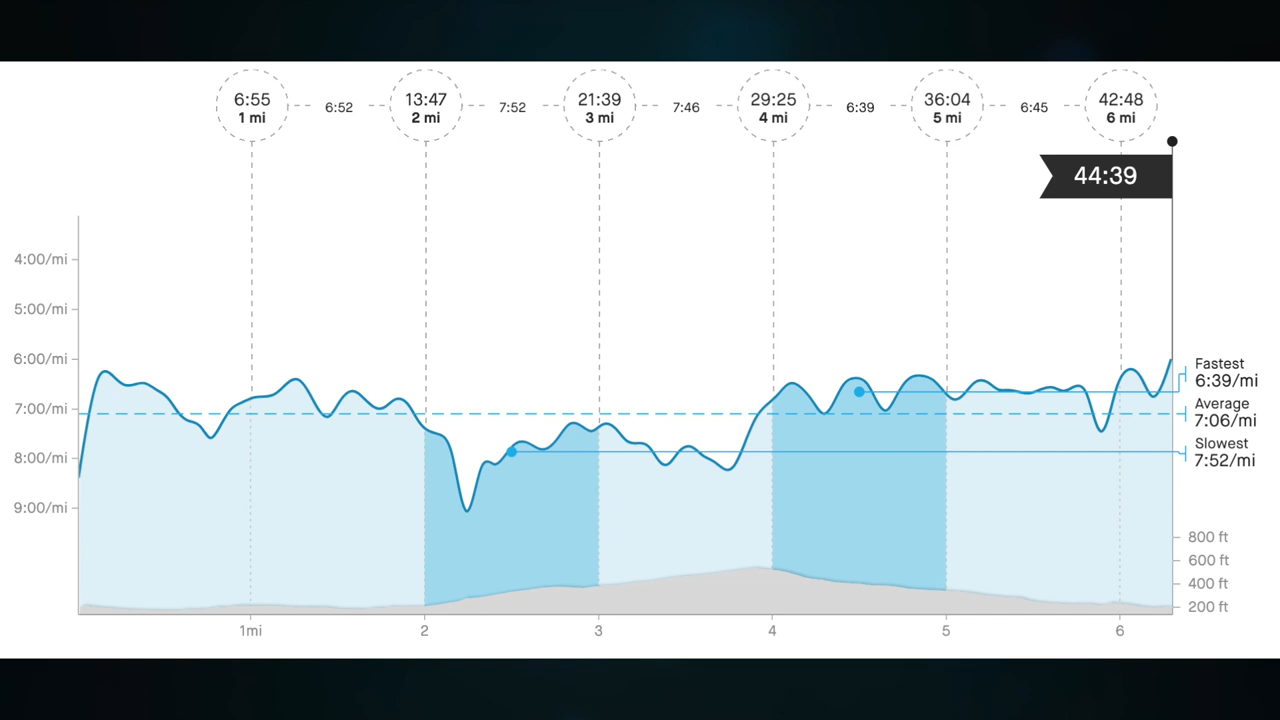 6:55
1 mi
6:52
13:47
2 mi
7:52
21:39
3 mi
7:46
29:25
4 mi
6:39
36:04
5 mi
6:45
42:48
6 mi
44:39
4:00/mi
5:00/mi
6:00/mi
7:00/mi
8:00/mi
9:00/mi
Fastest
6:39/mi
Average
7:06/mi
Slowest
7:52/mi
800 ft
600 ft
400 ft
200 ft
1mi
2
3
4
5
6